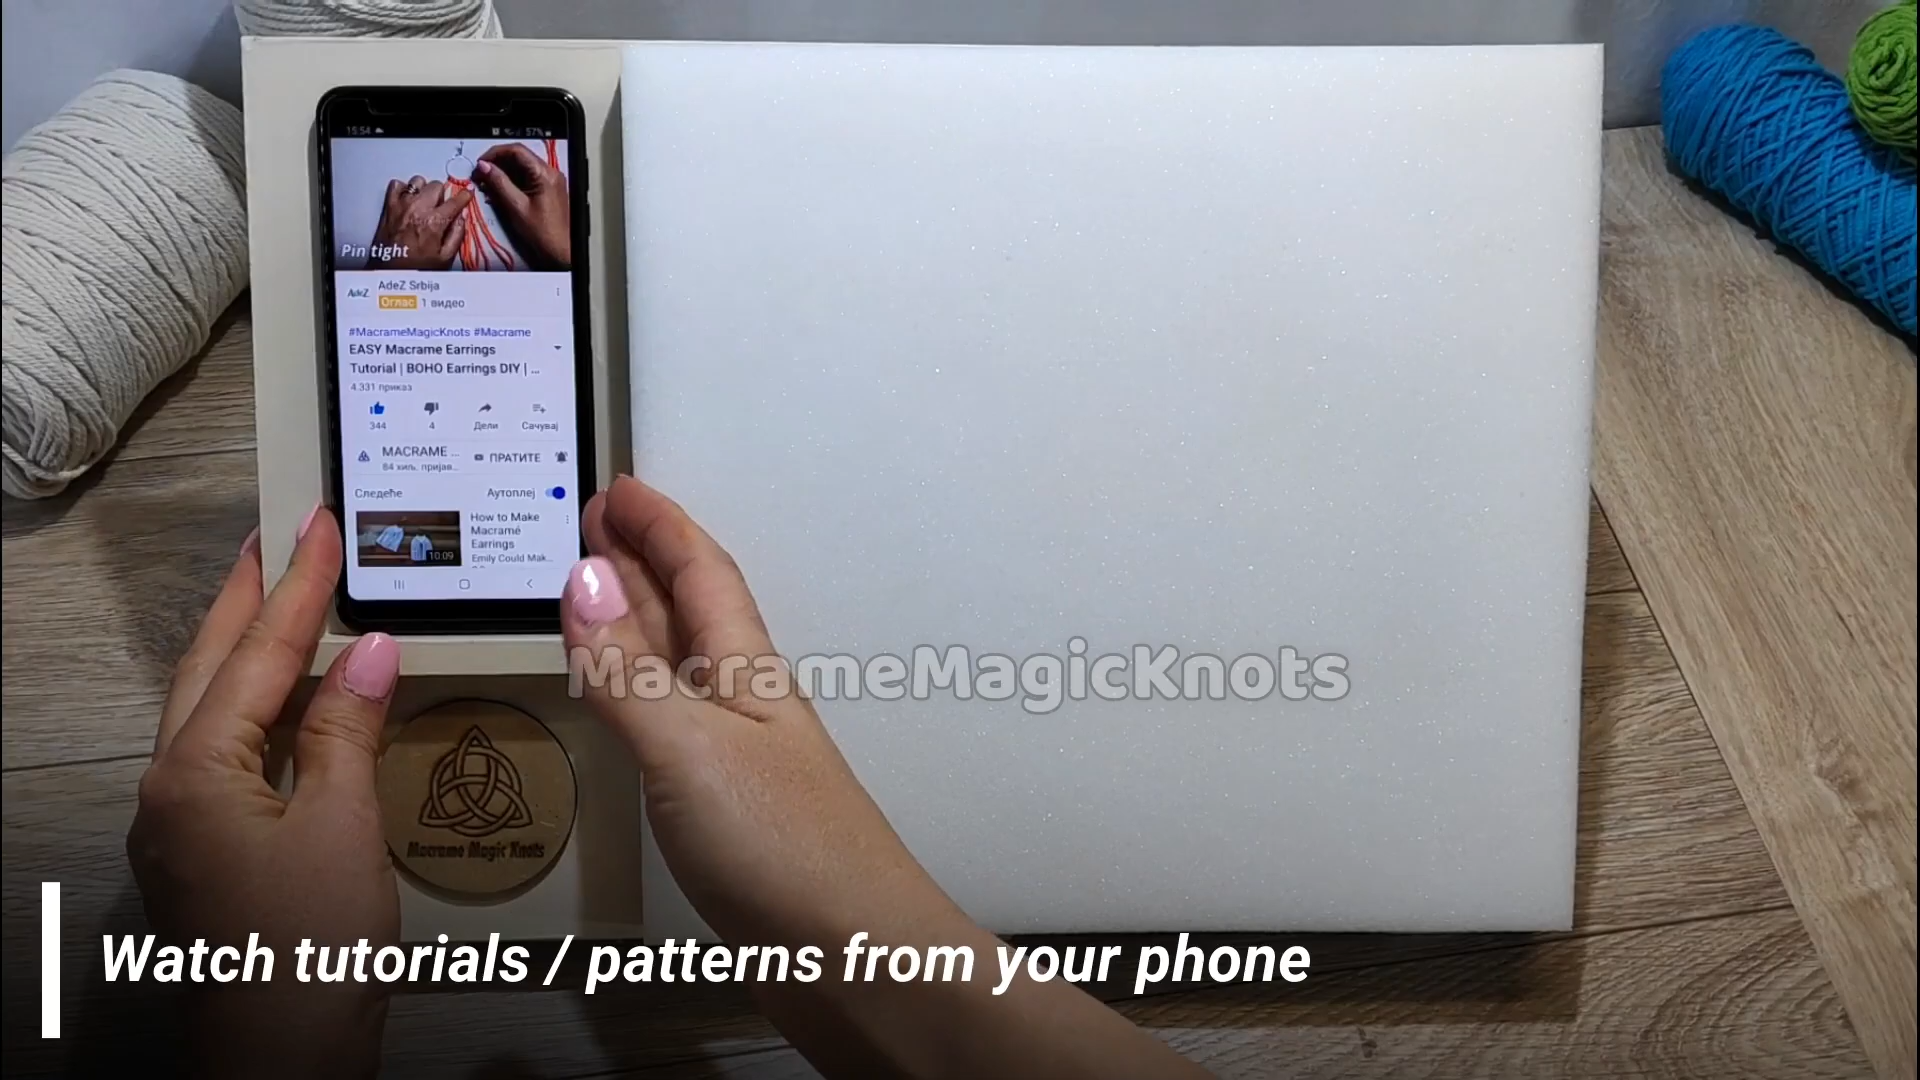 15:54
57%
Pin tight
AdeZ
AdeZ Srbija
Оглас 1 видео
#MacrameMagicKnots #Macrame
EASY Macrame Earrings
Tutorial | BOHO Earrings DIY | ...
4.331 приказ
344
4
Дели
Сачувај
MACRAME ...
84 хиљ. пријав...
ПРАТИТЕ
Следеће
Аутоплеј
How to Make
Macramé
Earrings
Emily Could Mak...
10:09
MacrameMagicKnots
Macrame Magic Knots
Watch tutorials / patterns from your phone